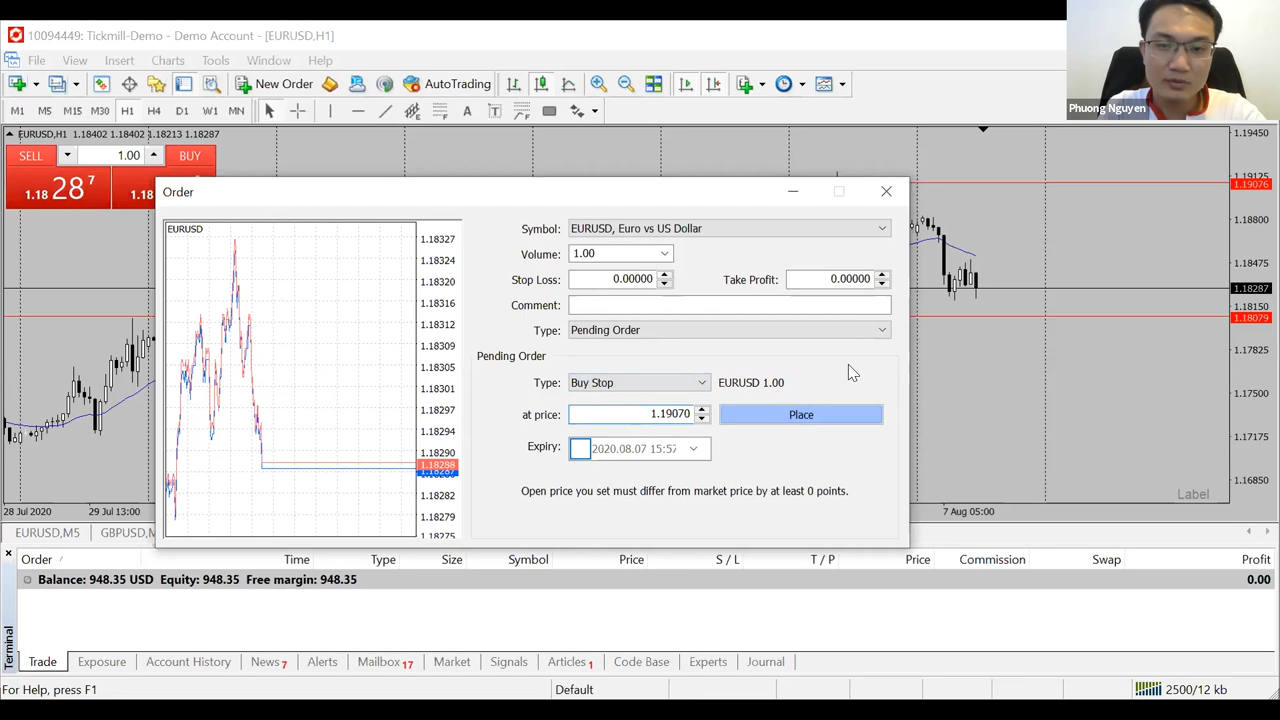 10094449: Tickmill-Demo - Demo Account - [EURUSD,H1]
File View Insert Charts Tools Window Help
New Order AutoTrading
M1 M5 M15 M30 H1 H4 D1 W1 MN A T
Phuong Nguyen
EURUSD,H1 1.18402 1.18402 1.18213 1.18287
SELL 1.00 BUY
1.18 28 7 1.18
Order
EURUSD
1.18327
1.18324
1.18320
1.18316
1.18312
1.18309
1.18305
1.18301
1.18298
1.18294
1.18290
1.18288
1.18287
1.18282
1.18279
1.18275
Symbol: EURUSD, Euro vs US Dollar
Volume: 1.00
Stop Loss: 0.00000 Take Profit: 0.00000
Comment:
Type: Pending Order
Pending Order
Type: Buy Stop EURUSD 1.00
at price: 1.19070 Place
Expiry: 2020.08.07 15:57
Open price you set must differ from market price by at least 0 points.
1.19450
1.19125
1.19076
1.18800
1.18475
1.18287
1.18150
1.18079
1.17825
1.17500
1.17175
1.16850
Label
28 Jul 2020 29 Jul 13:00 7 Aug 05:00
EURUSD,M5 GBPUSD,M
Order Time Type Size Symbol Price S / L T / P Price Commission Swap Profit
Balance: 948.35 USD Equity: 948.35 Free margin: 948.35 0.00
Terminal
Trade Exposure Account History News 7 Alerts Mailbox 17 Market Signals Articles 1 Code Base Experts Journal
For Help, press F1 Default 2500/12 kb